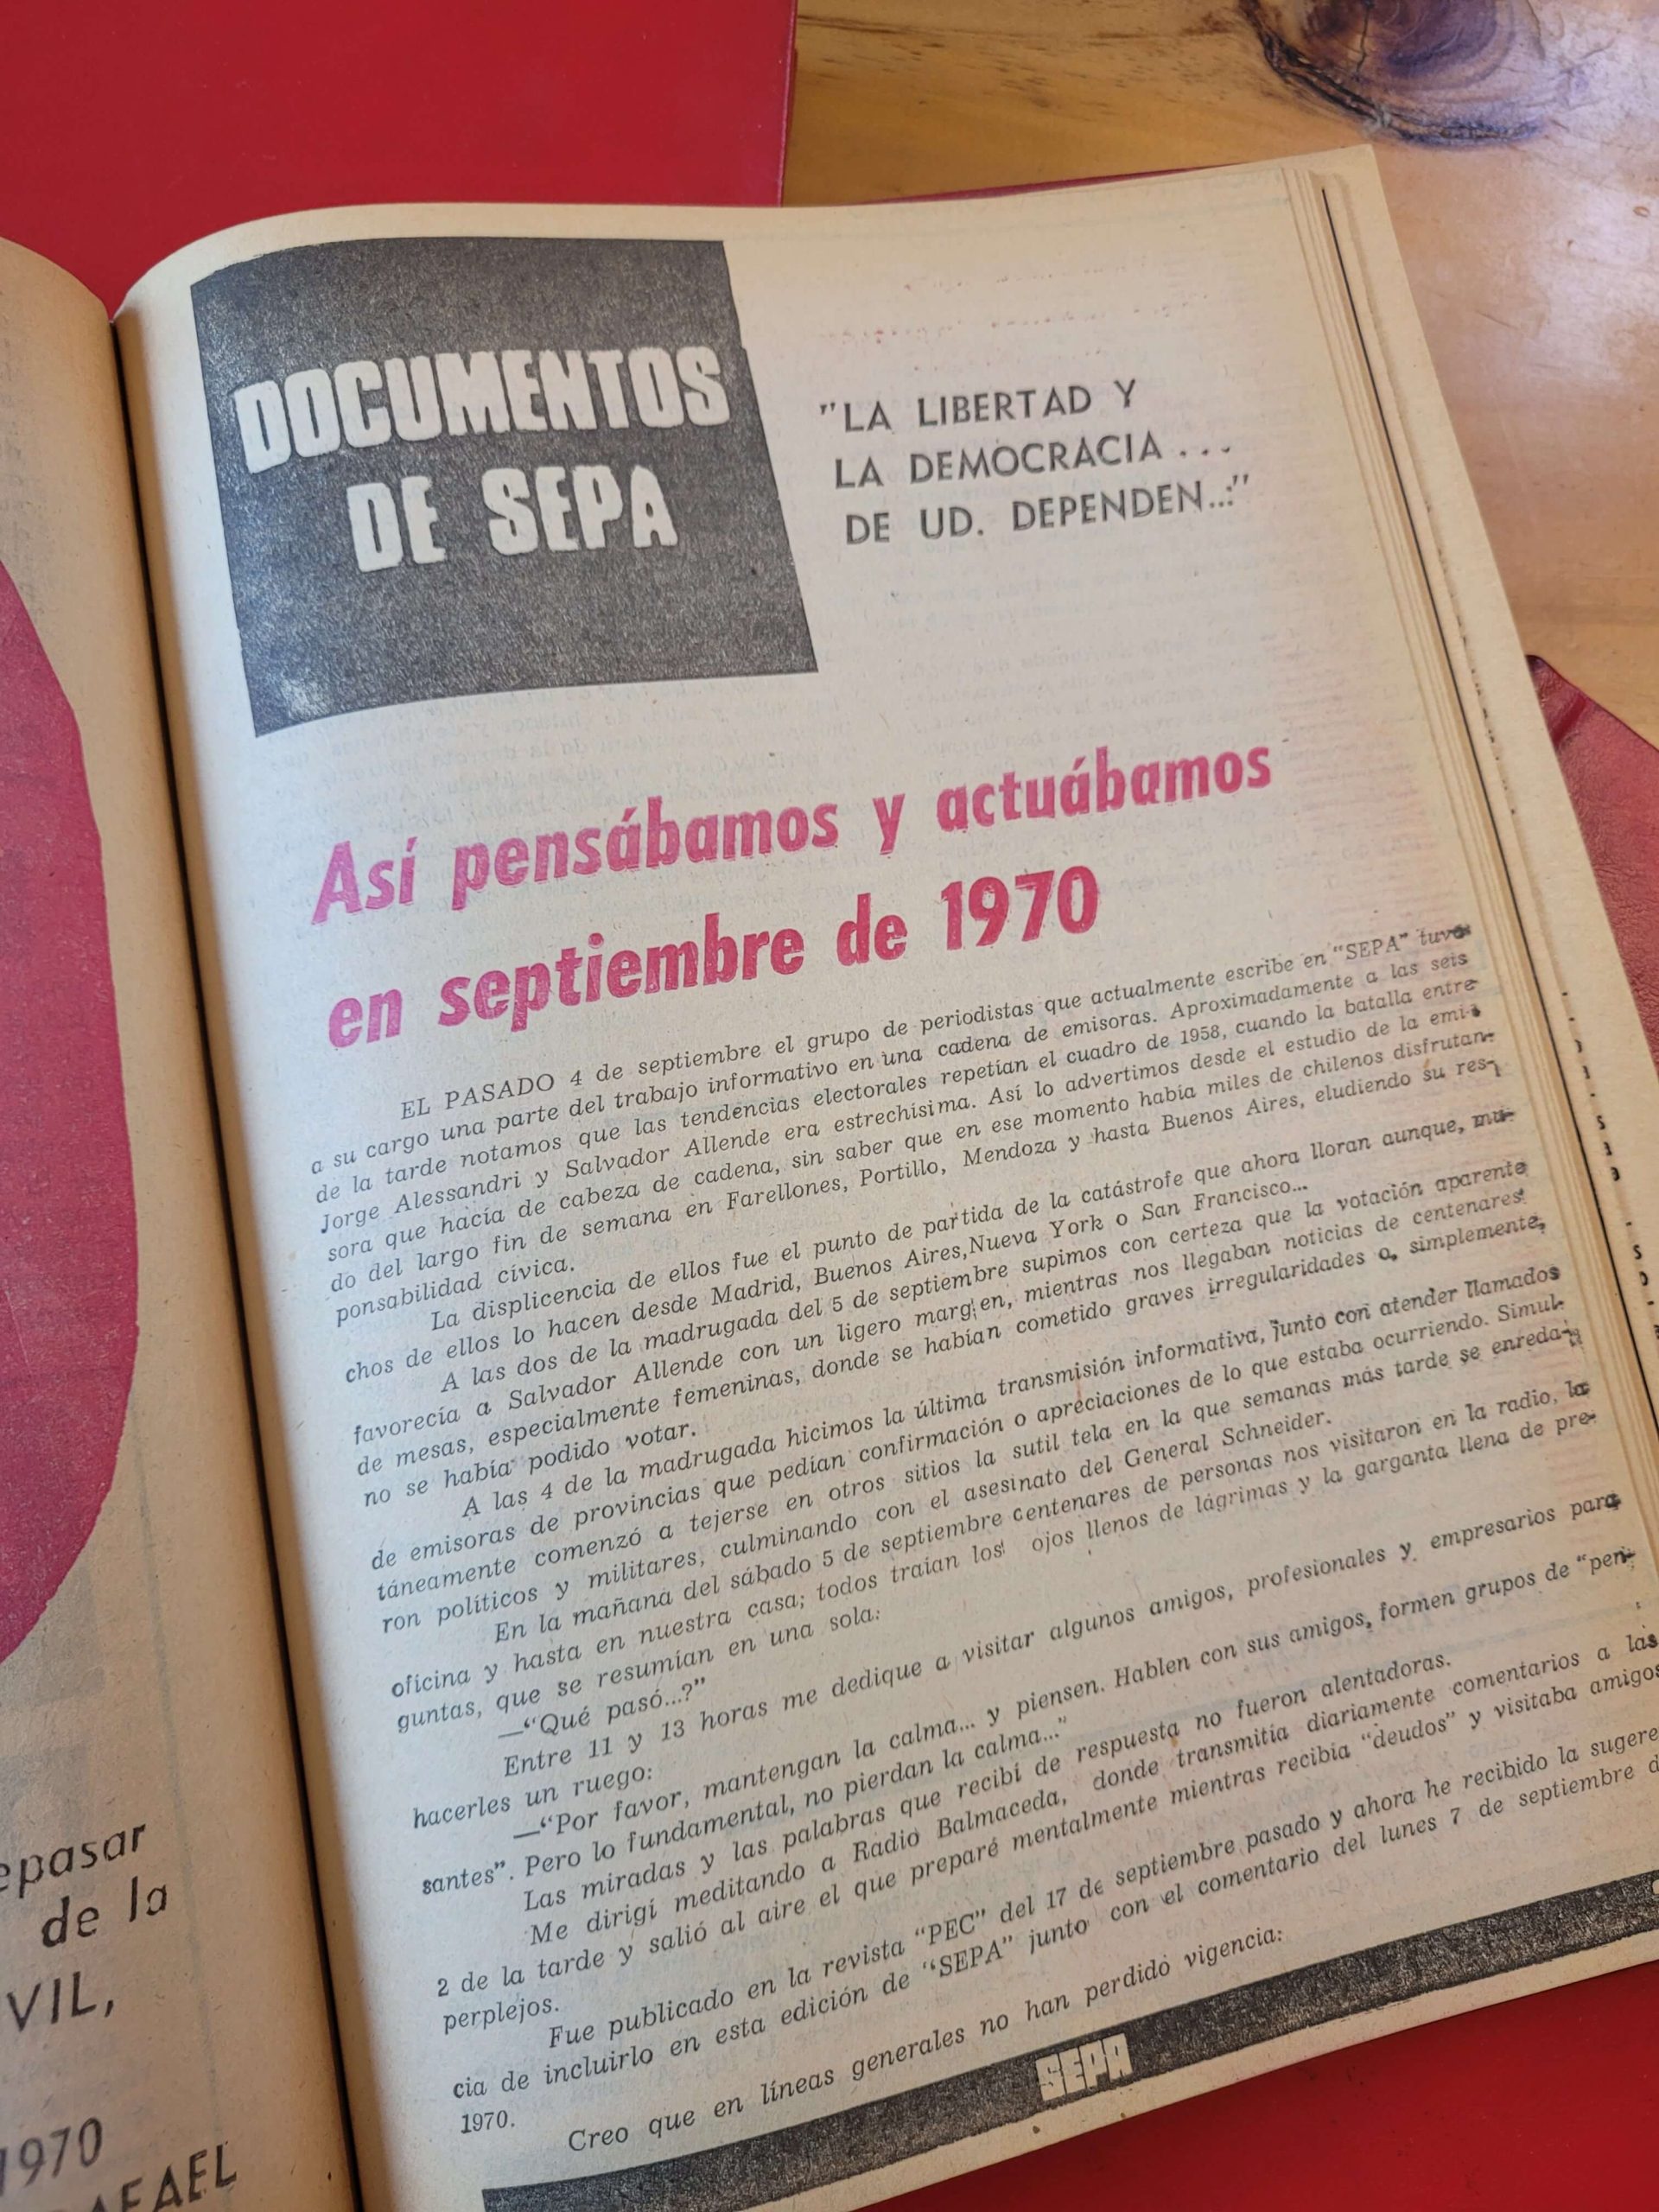 DOCUMENTOS
DE SEPA
"LA LIBERTAD Y
LA DEMOCRACIA...
DE UD. DEPENDEN..:"
Así pensábamos y actuábamos
en septiembre de 1970
EL PASADO 4 de septiembre el grupo de periodistas que actualmente escribe en "SEPA" tuvo
a su cargo una parte del trabajo informativo en una cadena de emisoras. Aproximadamente a las seis
de la tarde notamos que las tendencias electorales repetían el cuadro de 1958, cuando la batalla entre
Jorge Alessandri y Salvador Allende era estrechísima. Así lo advertimos desde el estudio de la emi-
sora que hacía de cabeza de cadena, sin saber que en ese momento había miles de chilenos disfrutan-
do del largo fin de semana en Farellones, Portillo, Mendoza y hasta Buenos Aires, eludiendo su res-
ponsabilidad cívica.
La displicencia de ellos fue el punto de partida de la catástrofe que ahora lloran aunque, mu-
chos de ellos lo hacen desde Madrid, Buenos Aires,Nueva York o San Francisco...
A las dos de la madrugada del 5 de septiembre supimos con certeza que la votación aparente
favorecía a Salvador Allende con un ligero margen, mientras nos llegaban noticias de centenares
de mesas, especialmente femeninas, donde se habían cometido graves irregularidades o, simplemente,
no se había podido votar.
A las 4 de la madrugada hicimos la última transmisión informativa, junto con atender llamados
de emisoras de provincias que pedían confirmación o apreciaciones de lo que estaba ocurriendo. Simul-
táneamente comenzó a tejerse en otros sitios la sutil tela en la que semanas más tarde se enreda-
ron políticos y militares, culminando con el asesinato del General Schneider.
En la mañana del sábado 5 de septiembre centenares de personas nos visitaron en la radio, la
oficina y hasta en nuestra casa; todos traían los ojos llenos de lágrimas y la garganta llena de pre-
guntas, que se resumían en una sola:
—"Qué pasó...?"
Entre 11 y 13 horas me dedique a visitar algunos amigos, profesionales y empresarios para
hacerles un ruego:
—"Por favor, mantengan la calma... y piensen. Hablen con sus amigos, formen grupos de "pen-
santes". Pero lo fundamental, no pierdan la calma..."
Las miradas y las palabras que recibí de respuesta no fueron alentadoras.
Me dirigí meditando a Radio Balmaceda, donde transmitía diariamente comentarios a las
2 de la tarde y salió al aire el que preparé mentalmente mientras recibía "deudos" y visitaba amigos
perplejos.
Fue publicado en la revista "PEC" del 17 de septiembre pasado y ahora he recibido la sugere
cia de incluirlo en esta edición de "SEPA" junto con el comentario del lunes 7 de septiembre d
1970.
Creo que en líneas generales no han perdido vigencia:
SEPA
epasar
de la
VIL,
1970
AFAEL